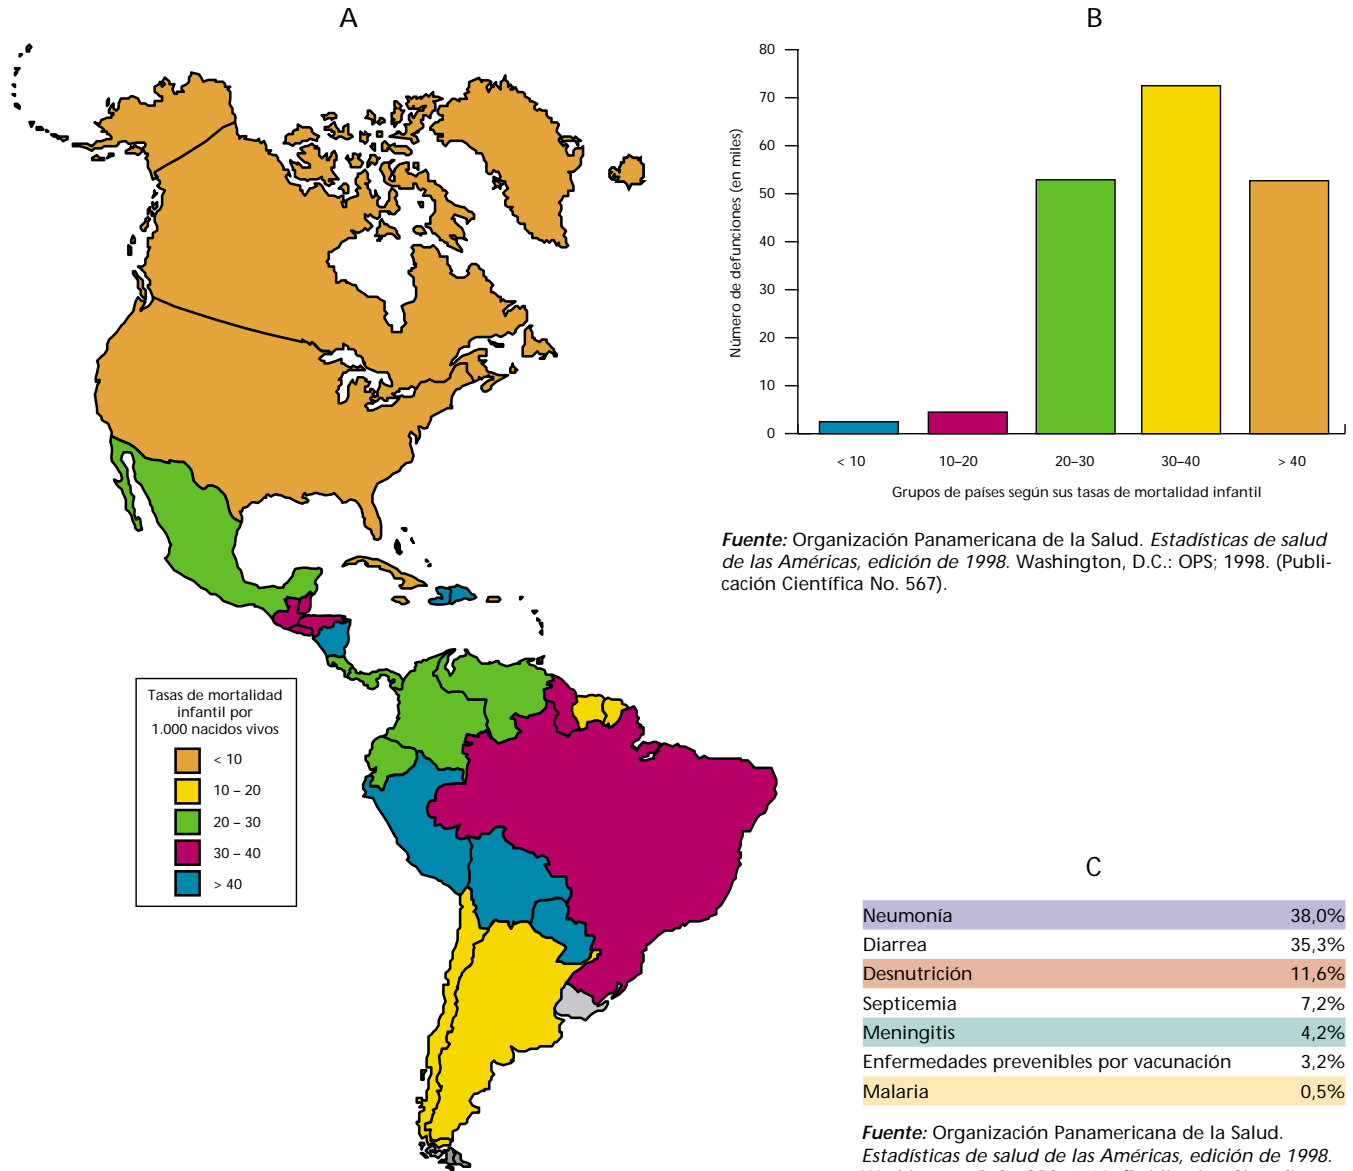 A
Tasas de mortalidad
infantil por
1.000 nacidos vivos
< 10
10 – 20
20 – 30
30 – 40
> 40
B
Número de defunciones (en miles)
80
70
60
50
40
30
20
10
0
< 10
10–20
20–30
30–40
> 40
Grupos de países según sus tasas de mortalidad infantil
Fuente: Organización Panamericana de la Salud. Estadísticas de salud
de las Américas, edición de 1998. Washington, D.C.: OPS; 1998. (Publi-
cación Científica No. 567).
C
Neumonía 38,0%
Diarrea 35,3%
Desnutrición 11,6%
Septicemia 7,2%
Meningitis 4,2%
Enfermedades prevenibles por vacunación 3,2%
Malaria 0,5%
Fuente: Organización Panamericana de la Salud.
Estadísticas de salud de las Américas, edición de 1998.